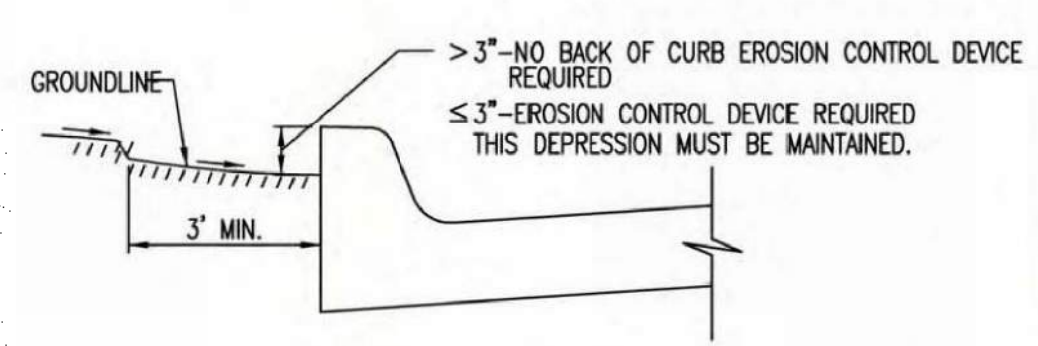 > 3"-NO BACK OF CURB EROSION CONTROL DEVICE
REQUIRED
GROUNDLINE
≤ 3"-EROSION CONTROL DEVICE REQUIRED
THIS DEPRESSION MUST BE MAINTAINED.
3' MIN.